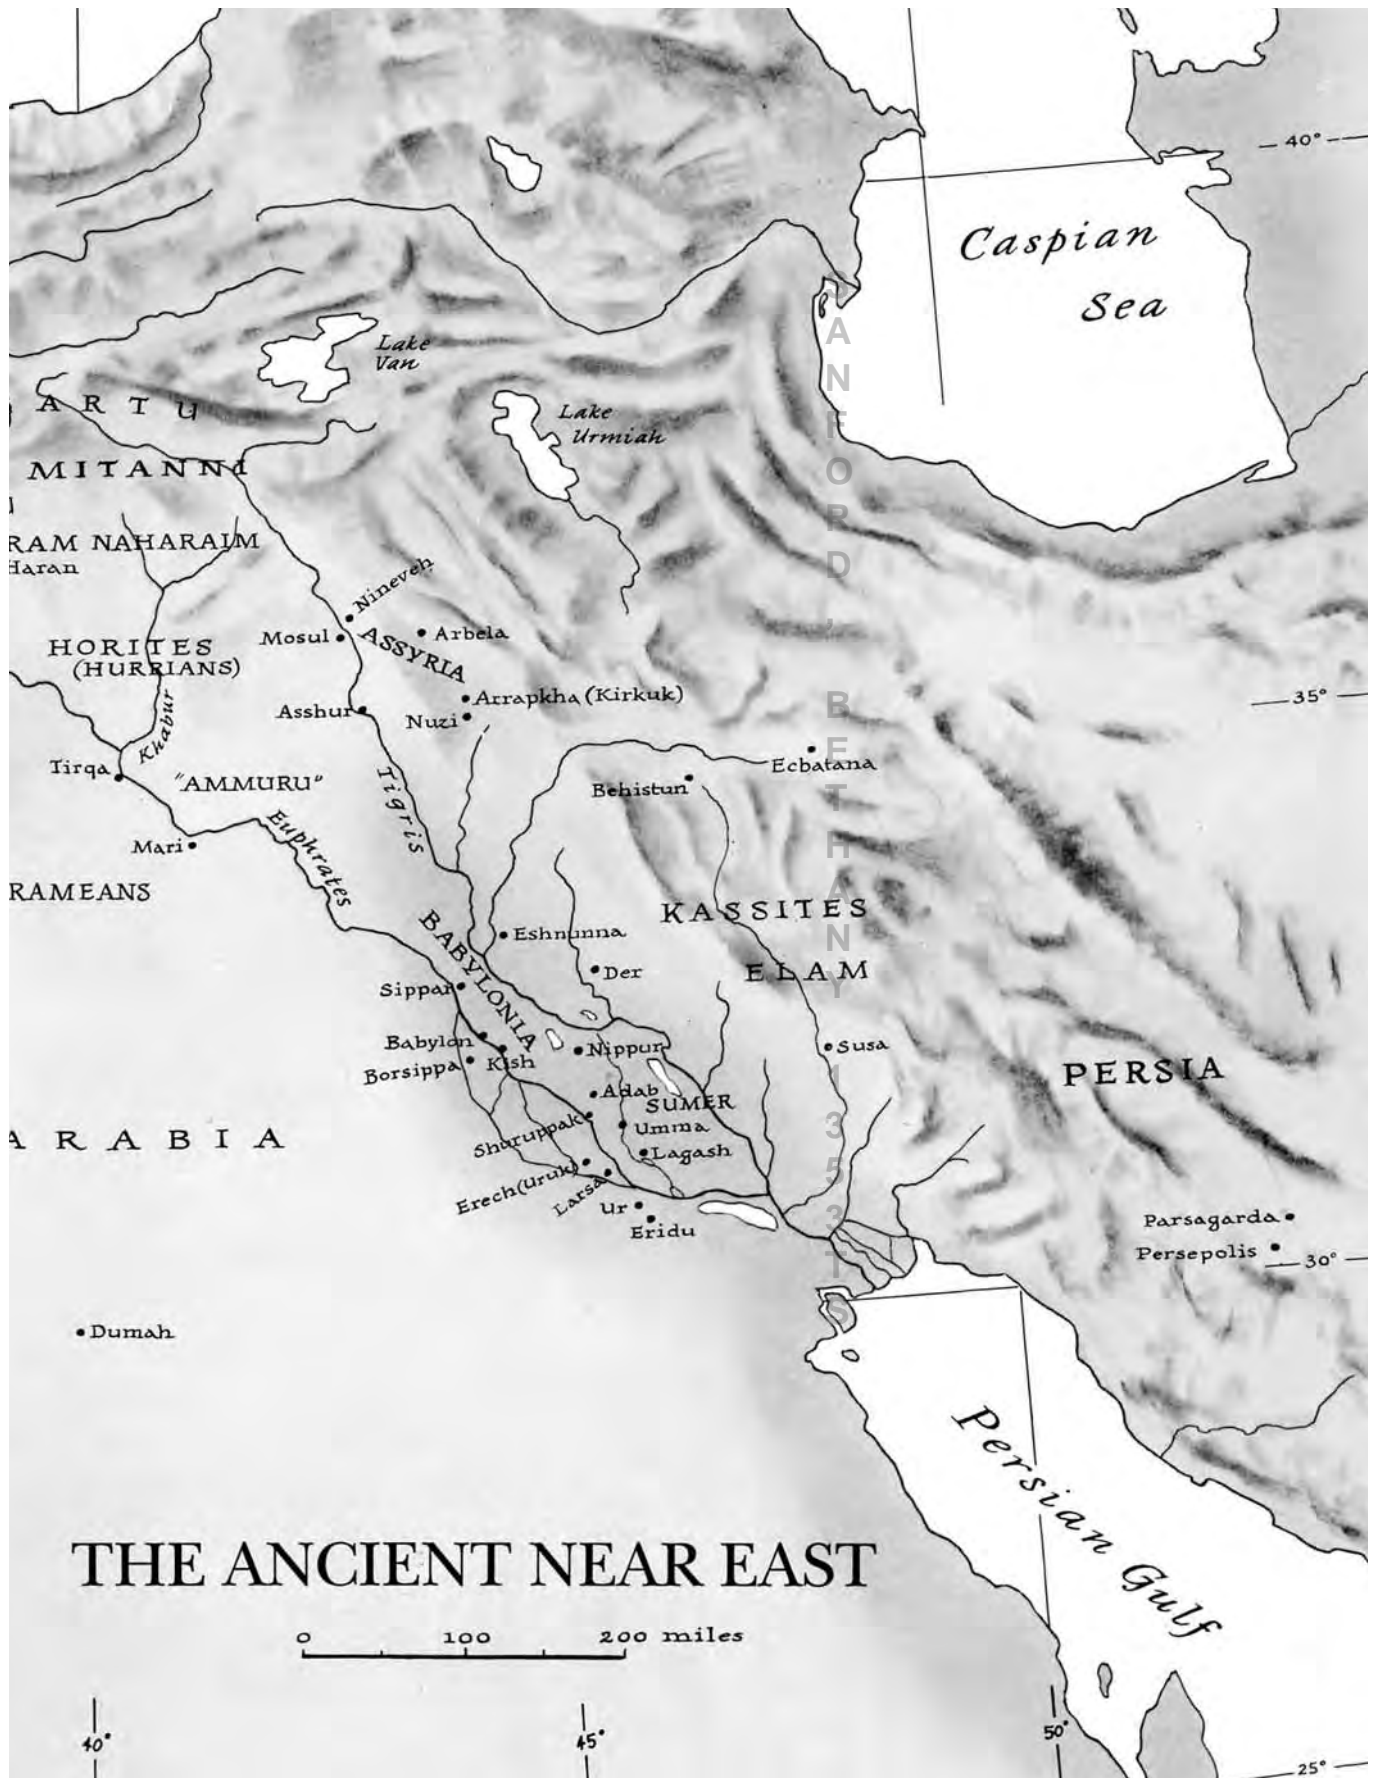 40°
Caspian
Sea
Lake
Van
ARTU
Lake
Urmiah
MITANNI
RAM NAHARAIM
Haran
Nineveh
Mosul
ASSYRIA
Arbela
HORITES
(HURRIANS)
Arrapkha (Kirkuk)
35°
Asshur
Nuzi
Khabur
Tirqa
"AMMURU"
Tigris
Ecbatana
Behistun
Euphrates
Mari
RAMEANS
KASSITES
BABYLONIA
Eshnunna
Der
ELAM
Sippar
Babylon
Kish
Nippur
Susa
Borsippa
PERSIA
Adab
SUMER
Umma
Shuruppak
Lagash
ARABIA
Erech(Uruk)
Larsa
Ur
Eridu
Parsagarda
Persepolis
30°
Dumah
Persian Gulf
THE ANCIENT NEAR EAST
0 100 200 miles
40° 45° 50°
25°
SANFORD, BETHANY 1353TS